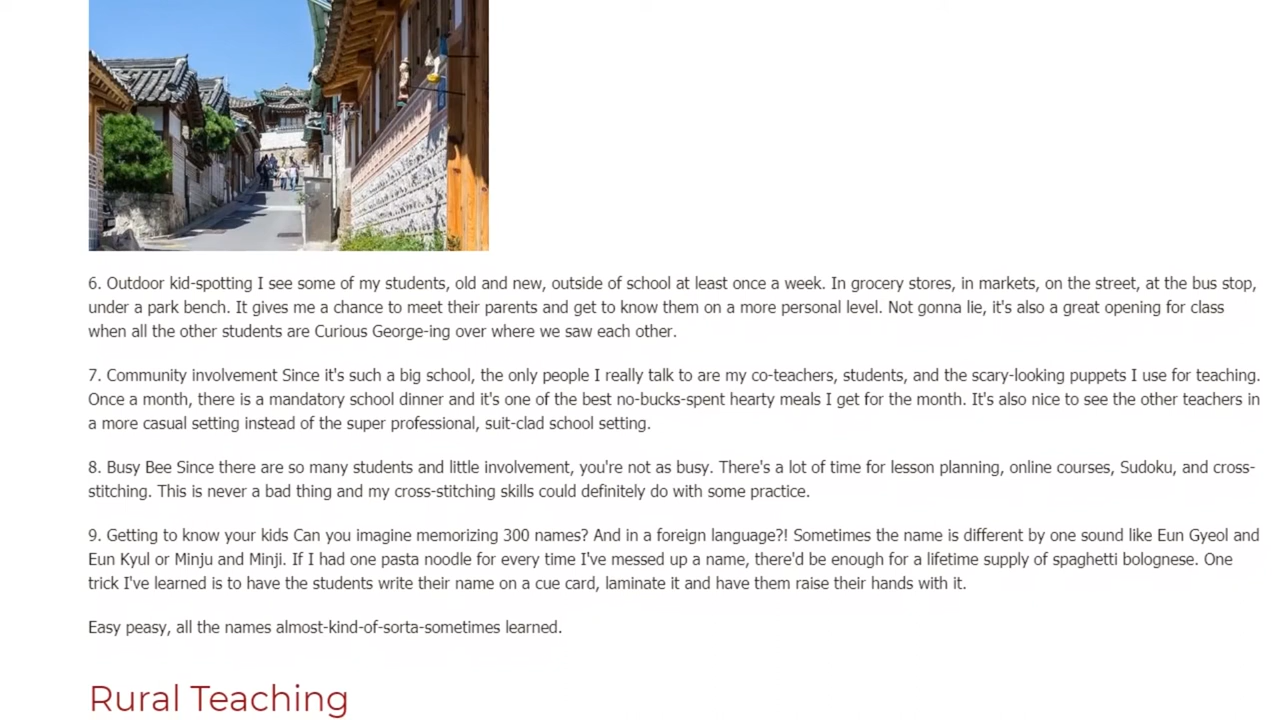 6. Outdoor kid-spotting I see some of my students, old and new, outside of school at least once a week. In grocery stores, in markets, on the street, at the bus stop,
under a park bench. It gives me a chance to meet their parents and get to know them on a more personal level. Not gonna lie, it's also a great opening for class
when all the other students are Curious George-ing over where we saw each other.
7. Community involvement Since it's such a big school, the only people I really talk to are my co-teachers, students, and the scary-looking puppets I use for teaching.
Once a month, there is a mandatory school dinner and it's one of the best no-bucks-spent hearty meals I get for the month. It's also nice to see the other teachers in
a more casual setting instead of the super professional, suit-clad school setting.
8. Busy Bee Since there are so many students and little involvement, you're not as busy. There's a lot of time for lesson planning, online courses, Sudoku, and cross-
stitching. This is never a bad thing and my cross-stitching skills could definitely do with some practice.
9. Getting to know your kids Can you imagine memorizing 300 names? And in a foreign language?! Sometimes the name is different by one sound like Eun Gyeol and
Eun Kyul or Minju and Minji. If I had one pasta noodle for every time I've messed up a name, there'd be enough for a lifetime supply of spaghetti bolognese. One
trick I've learned is to have the students write their name on a cue card, laminate it and have them raise their hands with it.
Easy peasy, all the names almost-kind-of-sorta-sometimes learned.
Rural Teaching